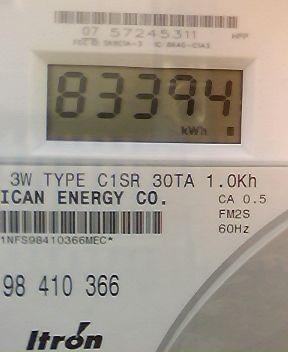 07 57245311
83394
kWh
3W TYPE C1SR 30TA 1.0Kh
ICAN ENERGY CO.
CA 0.5
FM2S
60Hz
1NFS98410366MEC*
98 410 366
Itron